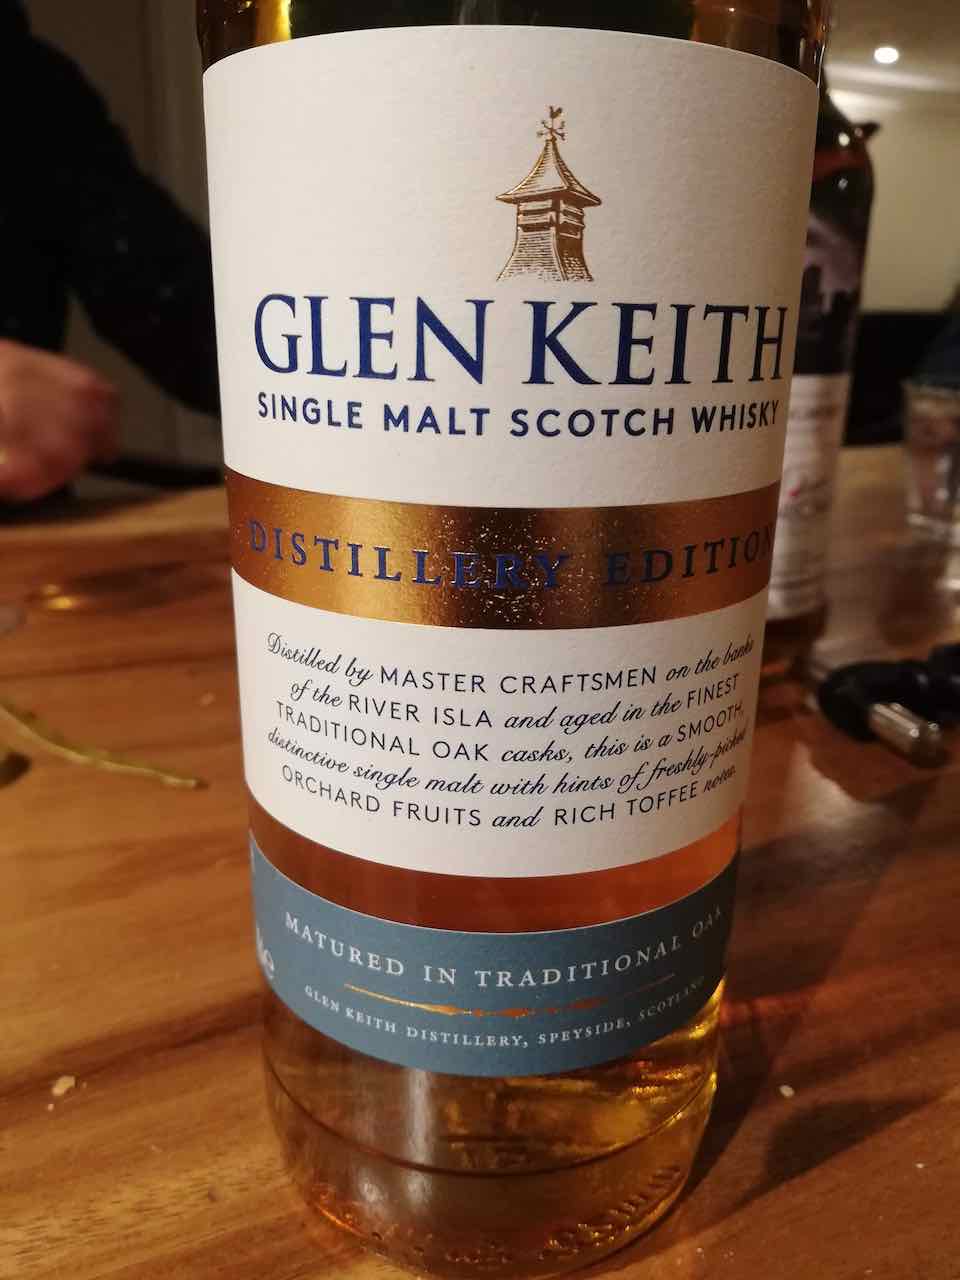 GLEN KEITH
SINGLE MALT SCOTCH WHISKY
DISTILLERY EDITION
Distilled by MASTER CRAFTSMEN on the banks
of the RIVER ISLA and aged in the FINEST
TRADITIONAL OAK casks, this is a SMOOTH,
distinctive single malt with hints of freshly-picked
ORCHARD FRUITS and RICH TOFFEE notes.
MATURED IN TRADITIONAL OAK
GLEN KEITH DISTILLERY, SPEYSIDE, SCOTLAND